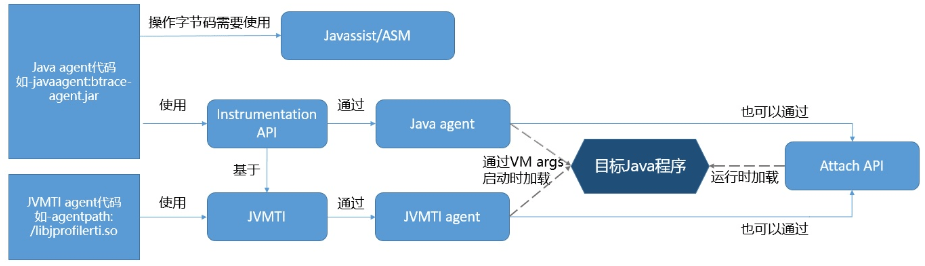 操作字节码需要使用
Javassist/ASM
Java agent代码
如-javaagent:btrace-
agent.jar
使用
Instrumentation
API
通过
Java agent
也可以通过
基于
通过VM args
启动时加载
目标Java程序
运行时加载
Attach API
JVMTI agent代码
如-agentpath:
/libjprofilerti.so
使用
JVMTI
通过
JVMTI agent
也可以通过